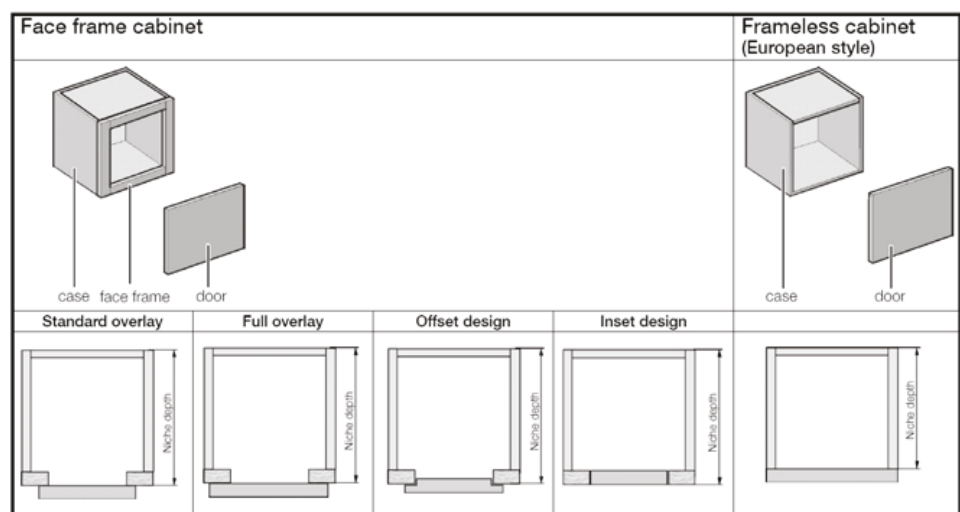 Face frame cabinet
Frameless cabinet
(European style)
case face frame door
case door
Standard overlay Full overlay Offset design Inset design
Niche depth Niche depth Niche depth Niche depth Niche depth